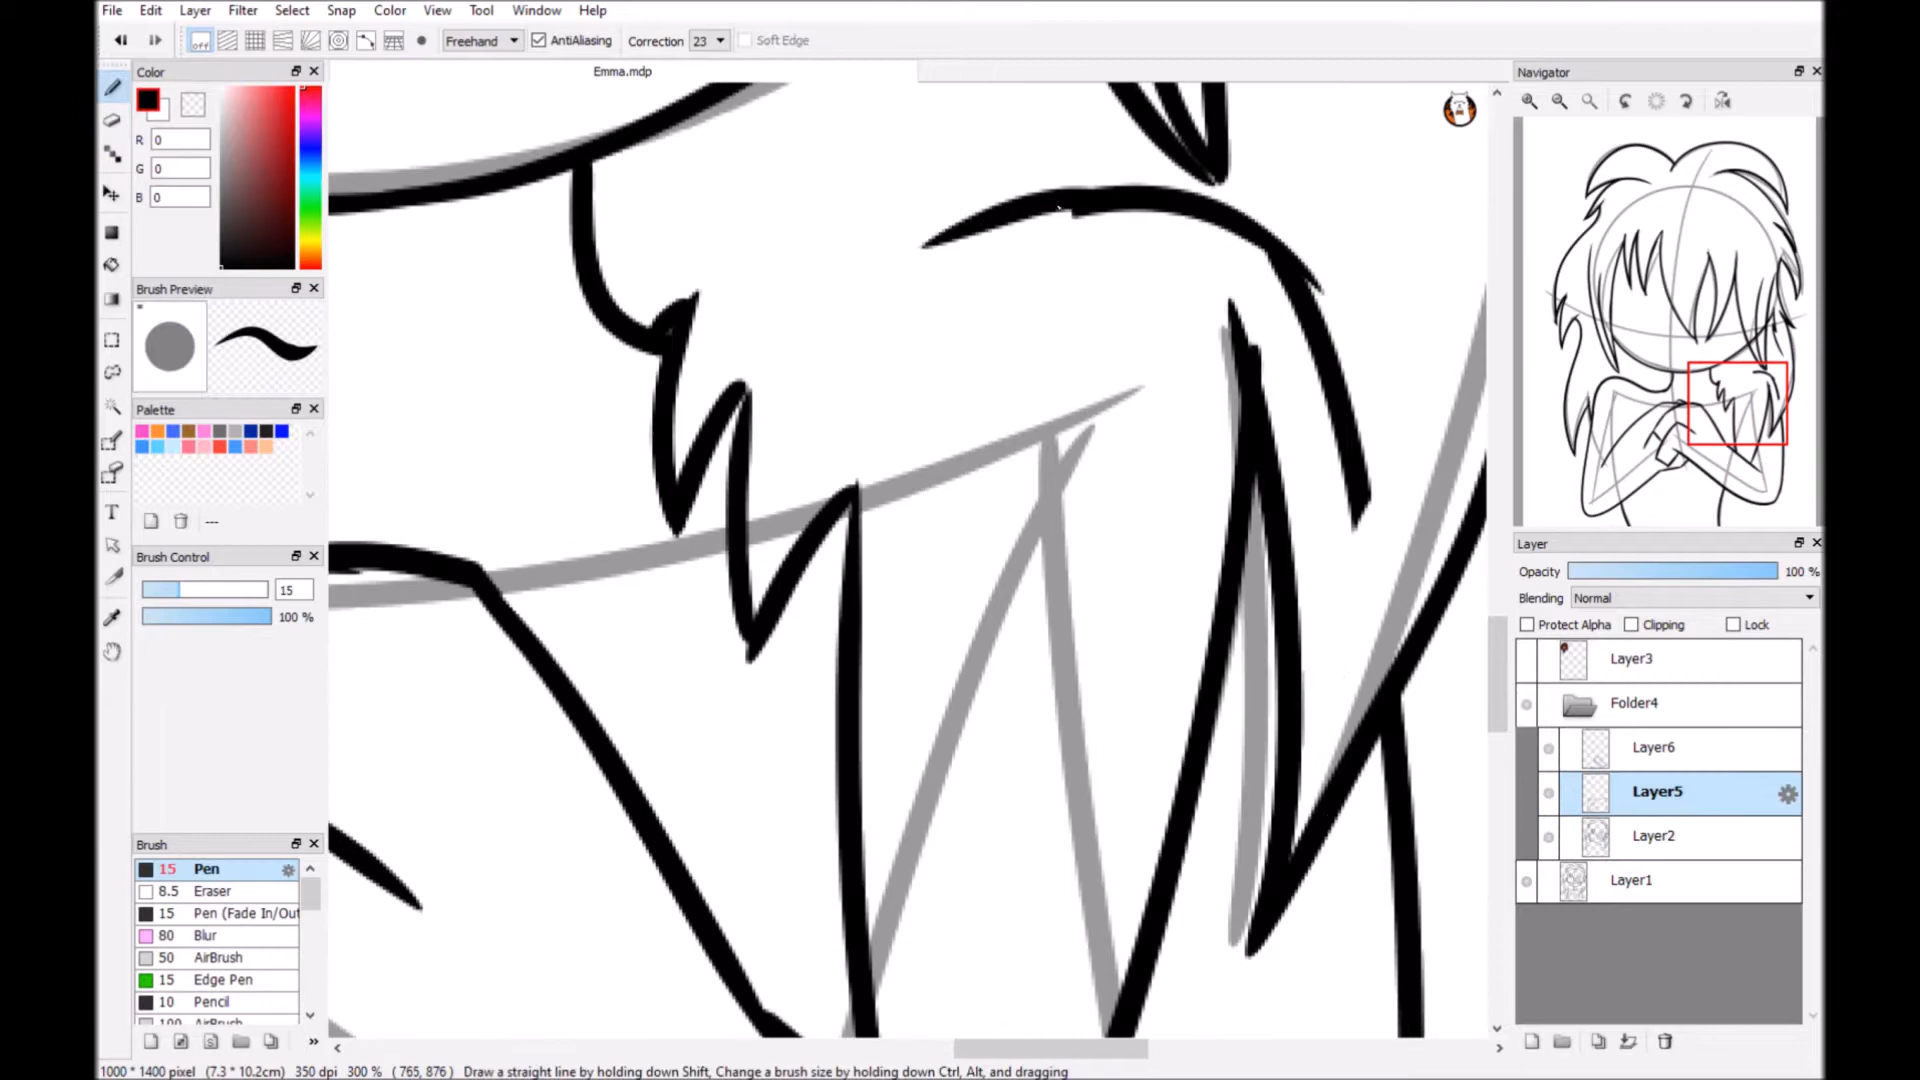 File Edit Layer Filter Select Snap Color View Tool Window Help
off Freehand AntiAliasing Correction 23 Soft Edge
Color
Emma.mdp
Navigator
R 0
G 0
B 0
Brush Preview
Palette
---
Brush Control
15
100 %
Brush
15 Pen
8.5 Eraser
15 Pen (Fade In/Out
80 Blur
50 AirBrush
15 Edge Pen
10 Pencil
100 AirBrush
Layer
Opacity 100 %
Blending Normal
Protect Alpha Clipping Lock
Layer3
Folder4
Layer6
Layer5
Layer2
Layer1
T
1000 * 1400 pixel (7.3 * 10.2cm) 350 dpi 300 % ( 765, 876 ) Draw a straight line by holding down Shift, Change a brush size by holding down Ctrl, Alt, and dragging